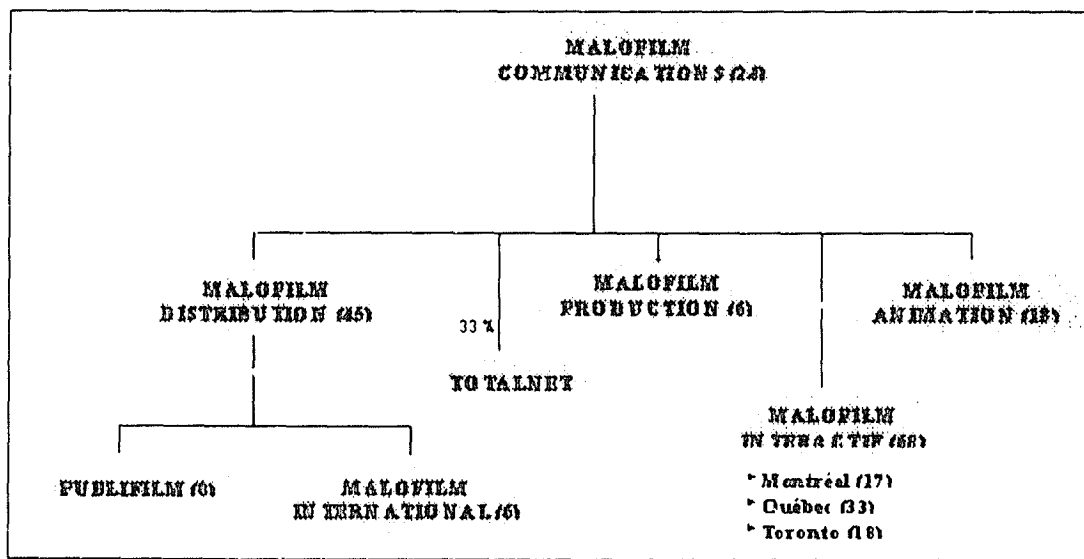 MALOFILM
COMMUNICATIONS (24)
MALOFILM
DISTRIBUTION (45)
33 %
TOTALNET
MALOFILM
PRODUCTION (6)
MALOFILM
ANIMATION (18)
MALOFILM
INTERACTIF (68)
Montréal (17)
Québec (33)
Toronto (18)
PUBLIFILM
MALOFILM
INTERNATIONAL (6)